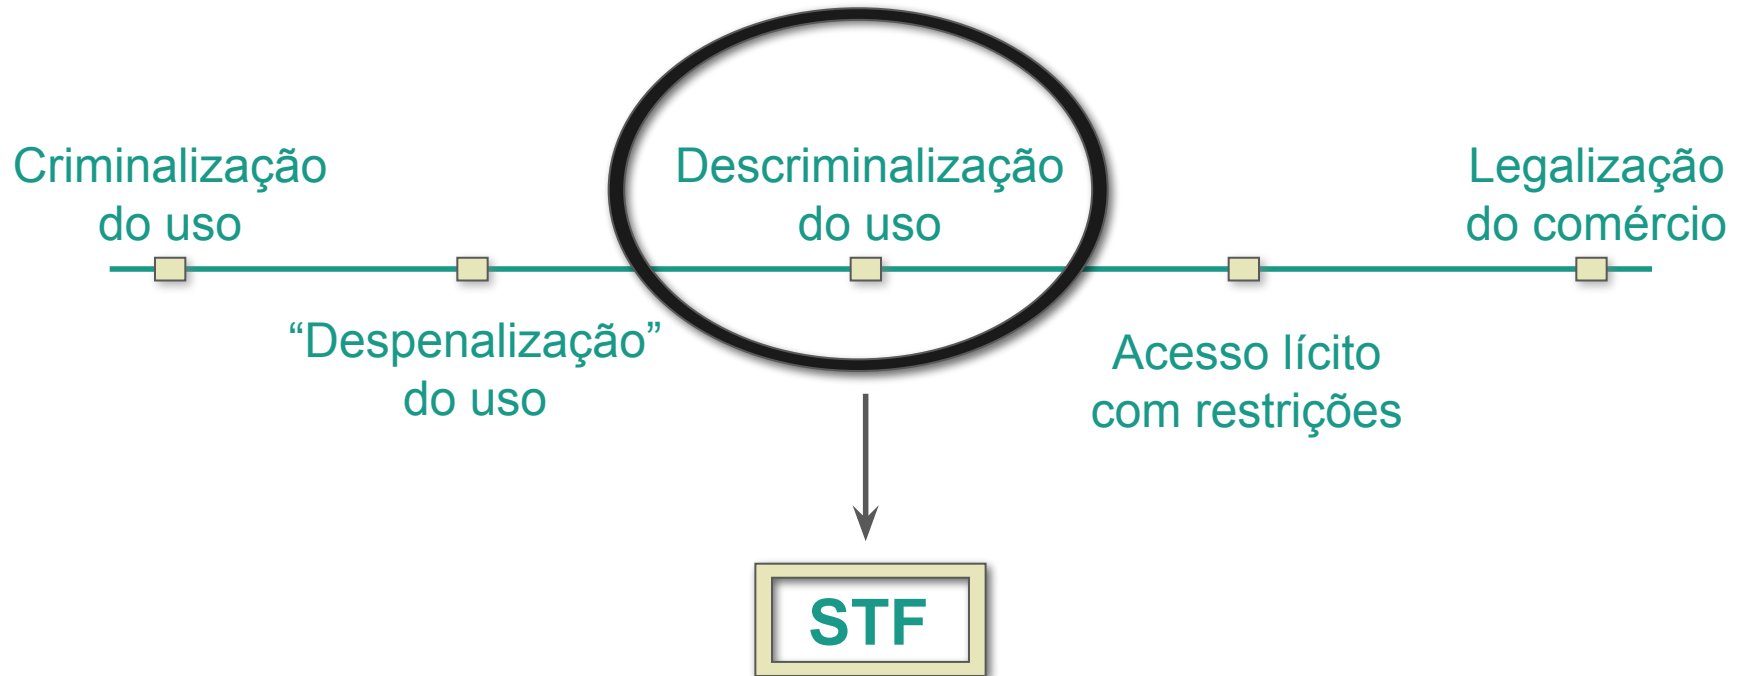 Criminalização
do uso
“Despenalização”
do uso
Descriminalização
do uso
Acesso lícito
com restrições
Legalização
do comércio
STF